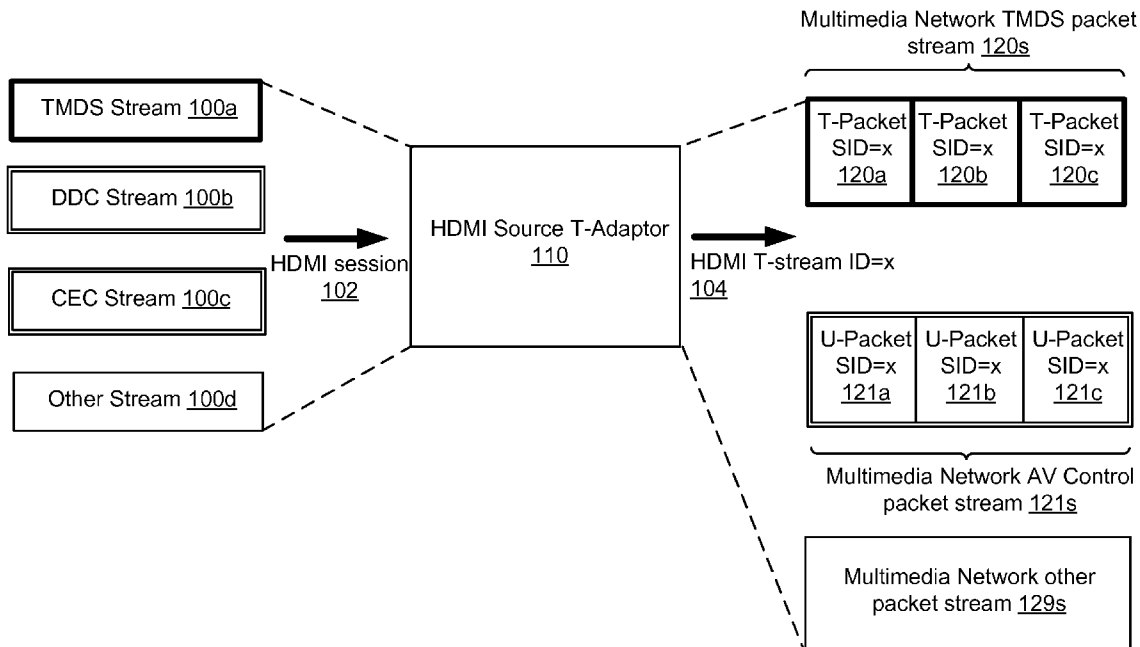 Multimedia Network TMDS packet
stream 120s
TMDS Stream 100a
DDC Stream 100b
CEC Stream 100c
Other Stream 100d
HDMI session
102
HDMI Source T-Adaptor
110
HDMI T-stream ID=x
104
T-Packet
SID=x
120a
T-Packet
SID=x
120b
T-Packet
SID=x
120c
U-Packet
SID=x
121a
U-Packet
SID=x
121b
U-Packet
SID=x
121c
Multimedia Network AV Control
packet stream 121s
Multimedia Network other
packet stream 129s